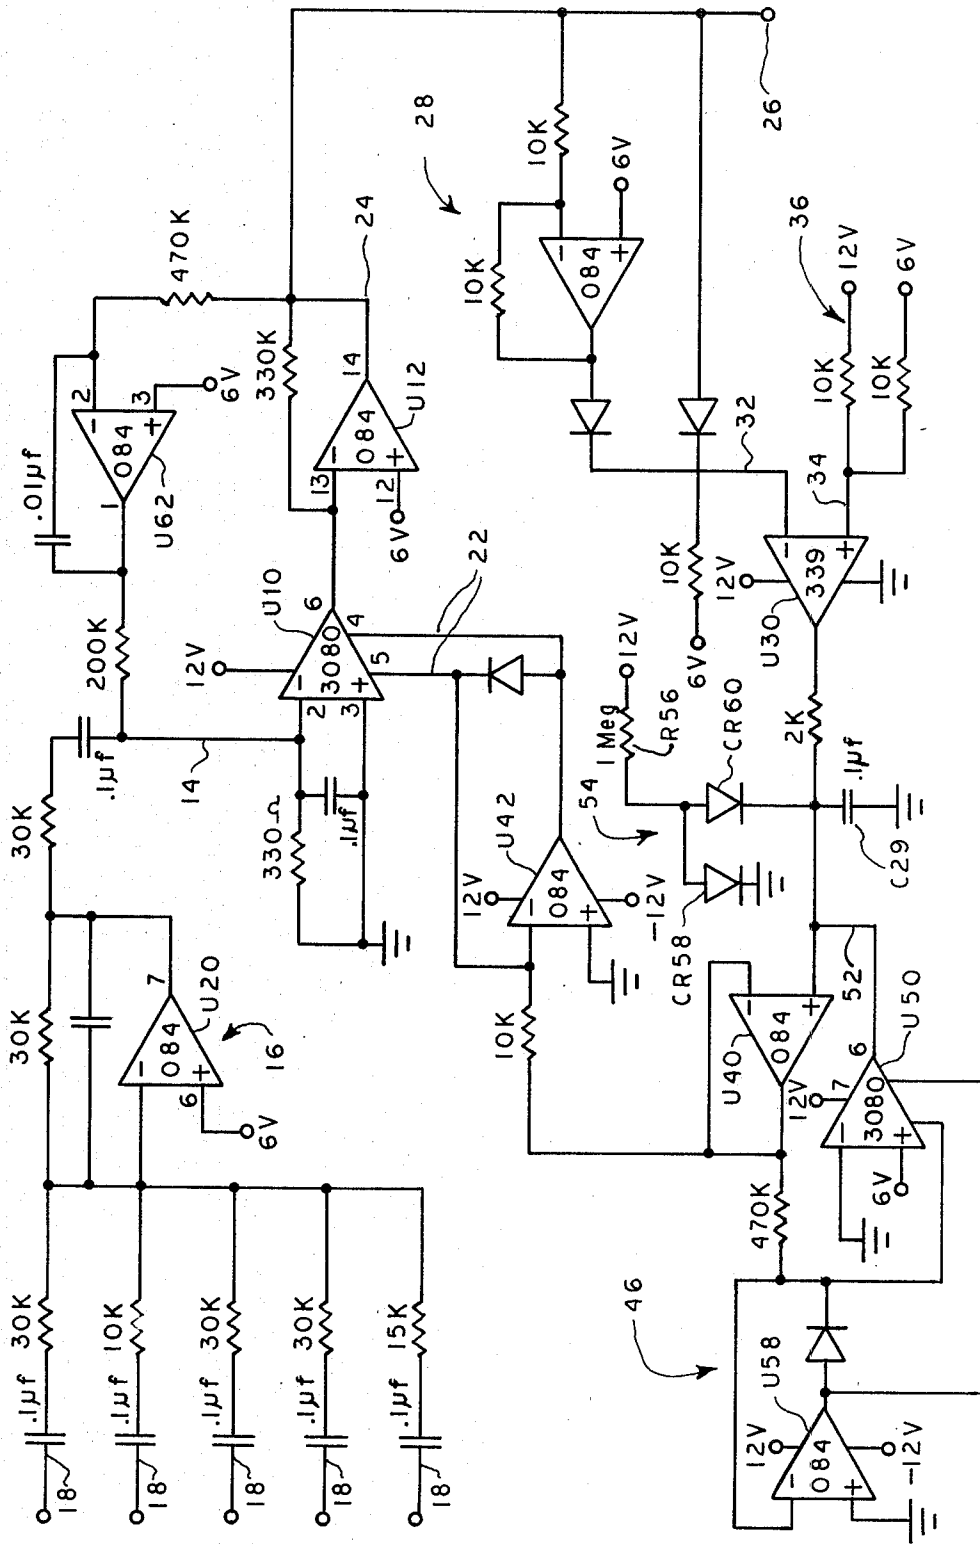 18
.1µf
30K
18
.1µf
10K
18
.1µf
30K
18
.1µf
30K
18
.1µf
15K
30K
084
−
+
6
7
6V
U20
16
30K
.1µf
14
200K
.01µf
1
2
3
084
−
+
U62
6V
470K
330Ω
.1µf
12V
U10
3080
−
+
2
3
4
5
6
22
330K
13
12
14
084
−
+
U12
6V
24
26
28
10K
10K
084
−
+
6V
10K
6V
32
34
36
12V
10K
10K
6V
12V
U30
339
−
+
2K
.1µf
C29
12V
1 Meg
R56
CR60
CR58
54
12V
U42
084
−
+
−12V
10K
U40
084
−
+
52
U50
12V
7
6
3080
−
+
6V
470K
46
U58
12V
084
−
+
−12V